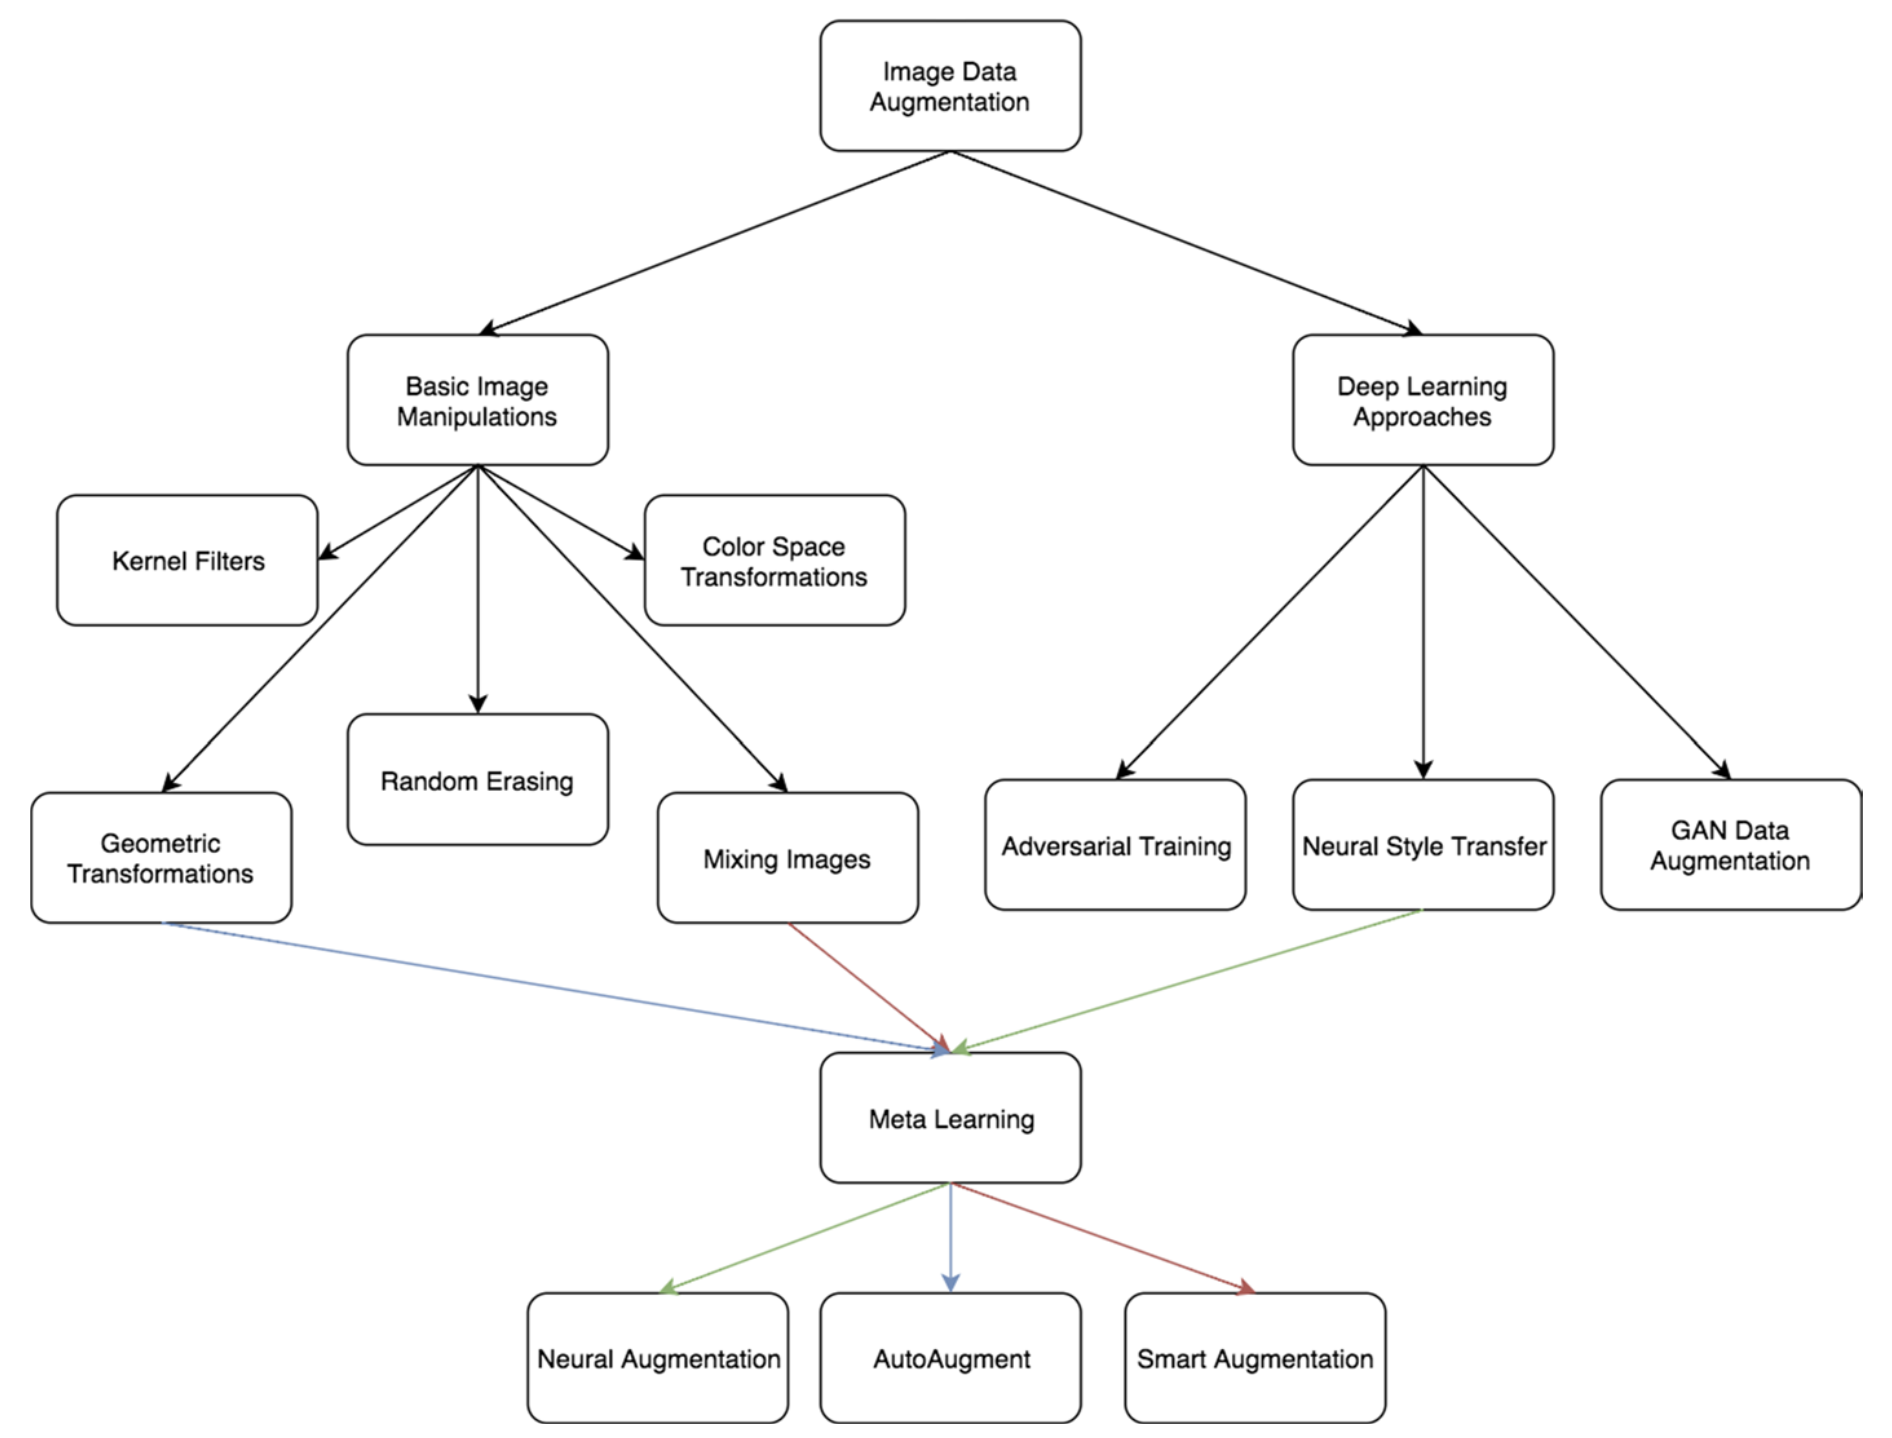 Image Data
Augmentation
Basic Image
Manipulations
Deep Learning
Approaches
Kernel Filters
Color Space
Transformations
Geometric
Transformations
Random Erasing
Mixing Images
Adversarial Training
Neural Style Transfer
GAN Data
Augmentation
Meta Learning
Neural Augmentation
AutoAugment
Smart Augmentation